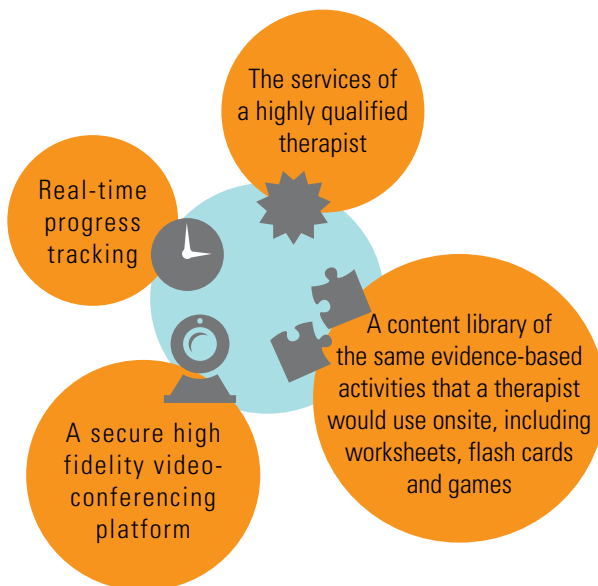 The services of
a highly qualified
therapist
Real-time
progress
tracking
A content library of
the same evidence-based
activities that a therapist
would use onsite, including
worksheets, flash cards
and games
A secure high
fidelity video-
conferencing
platform